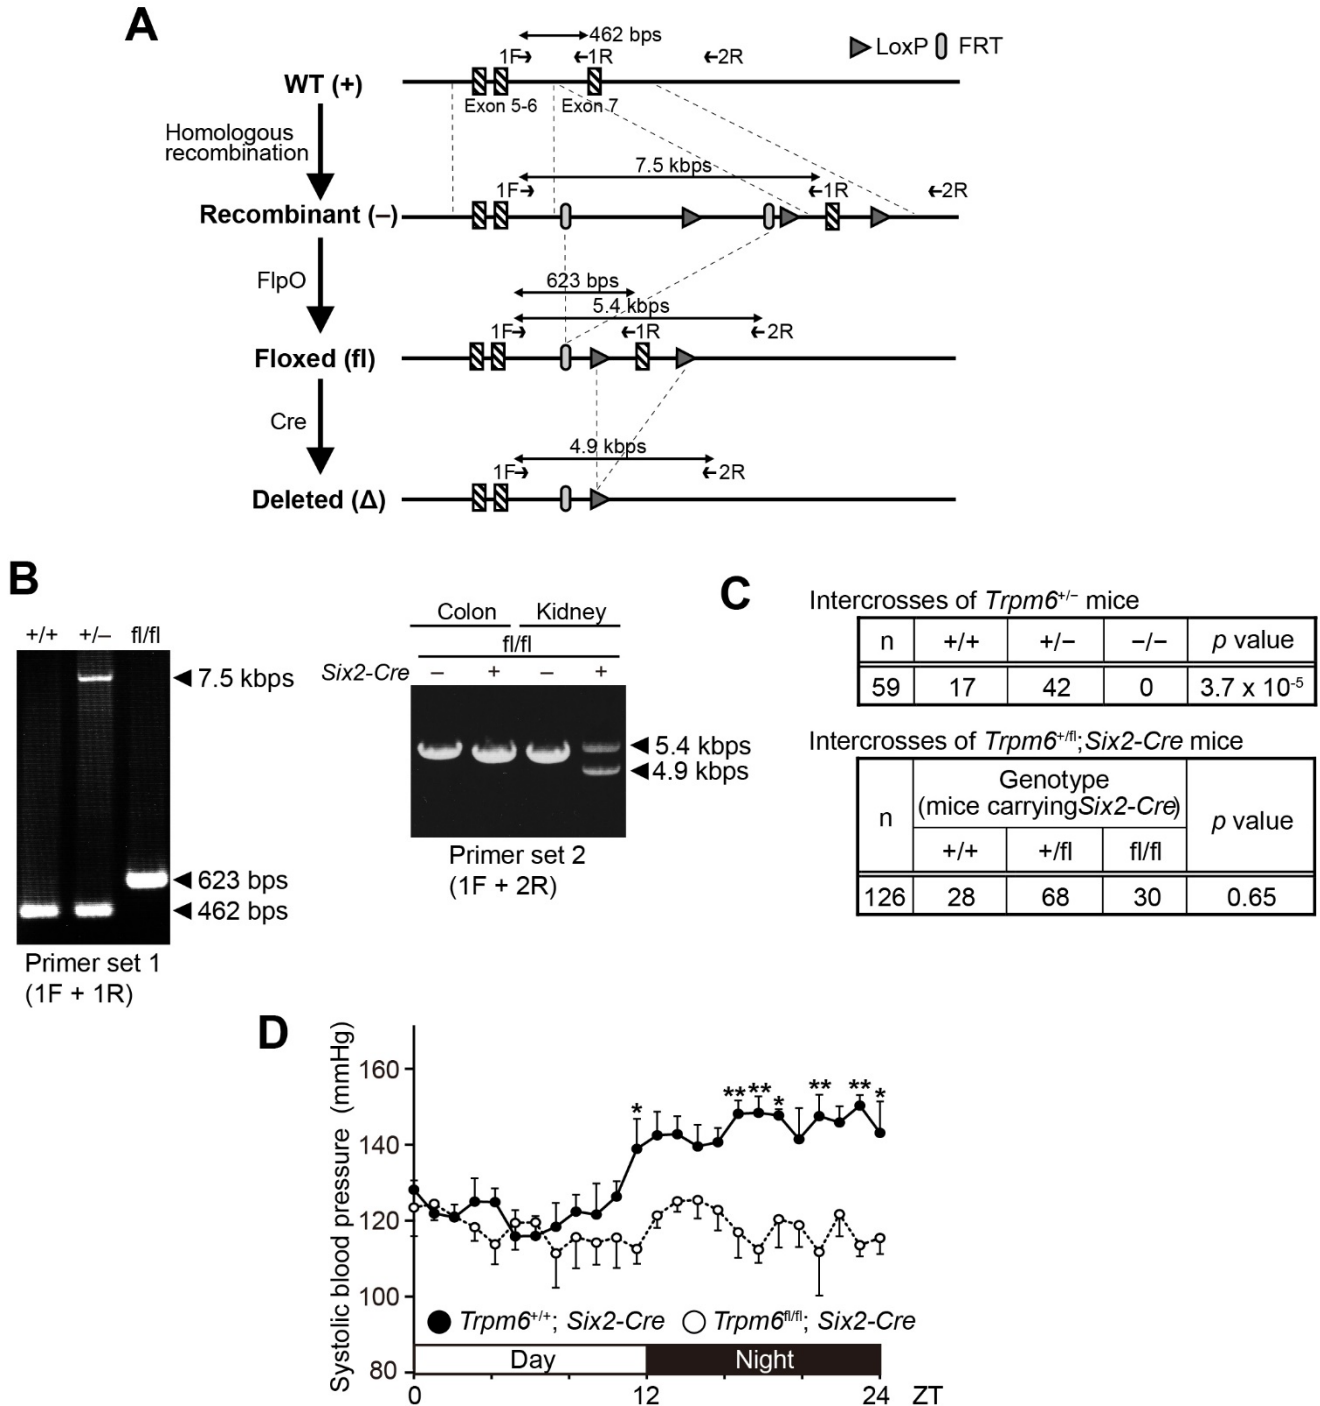 A
462 bps
LoxP FRT
1F 1R 2R
WT (+)
Exon 5-6 Exon 7
Homologous
recombination
7.5 kbps
1F 1R 2R
Recombinant (–)
FlpO
623 bps
5.4 kbps
1F 1R 2R
Floxed (fl)
Cre
4.9 kbps
1F 2R
Deleted (Δ)
B
+/+ +/– fl/fl
7.5 kbps
623 bps
462 bps
Primer set 1
(1F + 1R)
Colon Kidney
fl/fl
Six2-Cre – + – +
5.4 kbps
4.9 kbps
Primer set 2
(1F + 2R)
C
Intercrosses of Trpm6+/– mice
n +/+ +/– –/– p value
59 17 42 0 3.7 x 10-5
Intercrosses of Trpm6+/fl;Six2-Cre mice
n Genotype
(mice carryingSix2-Cre) p value
+/+ +/fl fl/fl
126 28 68 30 0.65
D
Systolic blood pressure (mmHg)
160
140
120
100
80
* ** ** * ** ** *
Trpm6+/+; Six2-Cre Trpm6fl/fl; Six2-Cre
Day Night
0 12 24 ZT